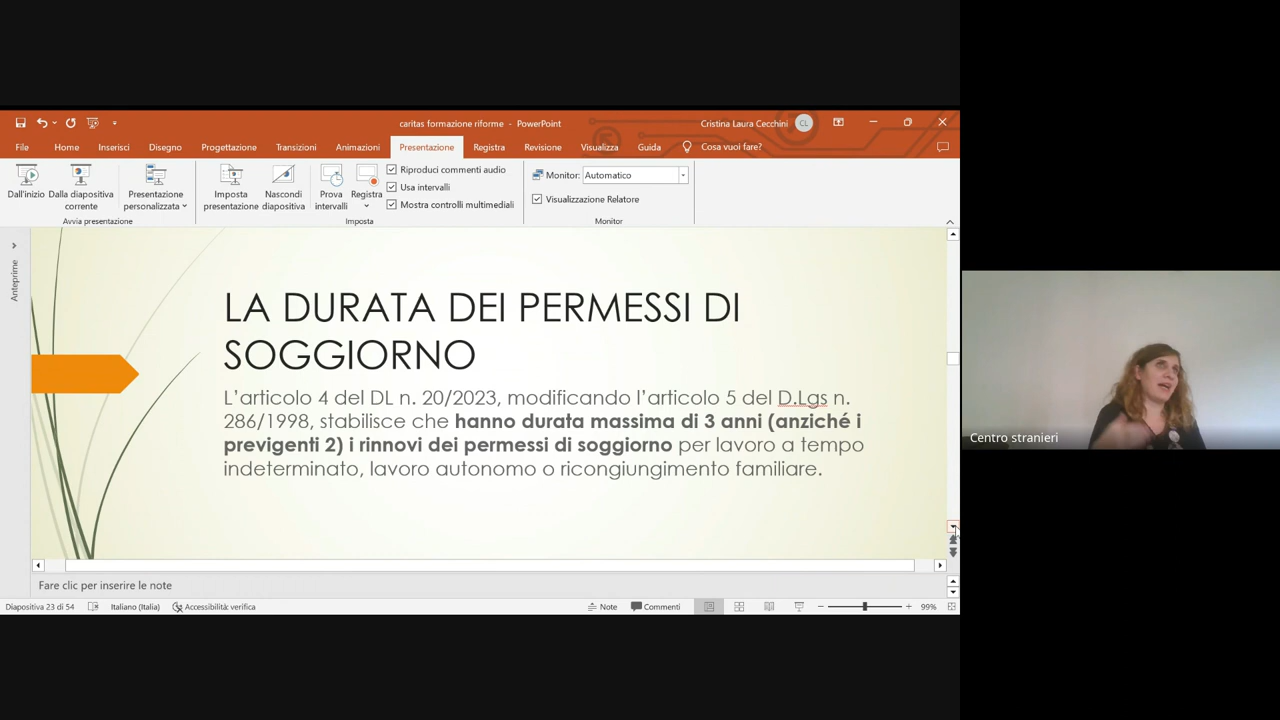 caritas formazione riforme - PowerPoint
Cristina Laura Cecchini
CL
File
Home
Inserisci
Disegno
Progettazione
Transizioni
Animazioni
Presentazione
Registra
Revisione
Visualizza
Guida
Cosa vuoi fare?
Dall'inizio
Dalla diapositiva
corrente
Presentazione
personalizzata
Avvia presentazione
Imposta
presentazione
Nascondi
diapositiva
Prova
intervalli
Registra
Riproduci commenti audio
Usa intervalli
Mostra controlli multimediali
Imposta
Monitor:
Automatico
Visualizzazione Relatore
Monitor
Anteprime
LA DURATA DEI PERMESSI DI
SOGGIORNO
L'articolo 4 del DL n. 20/2023, modificando l'articolo 5 del D.Lgs n.
286/1998, stabilisce che hanno durata massima di 3 anni (anziché i
previgenti 2) i rinnovi dei permessi di soggiorno per lavoro a tempo
indeterminato, lavoro autonomo o ricongiungimento familiare.
Centro stranieri
Fare clic per inserire le note
Diapositiva 23 di 54
Italiano (Italia)
Accessibilità: verifica
Note
Commenti
99%